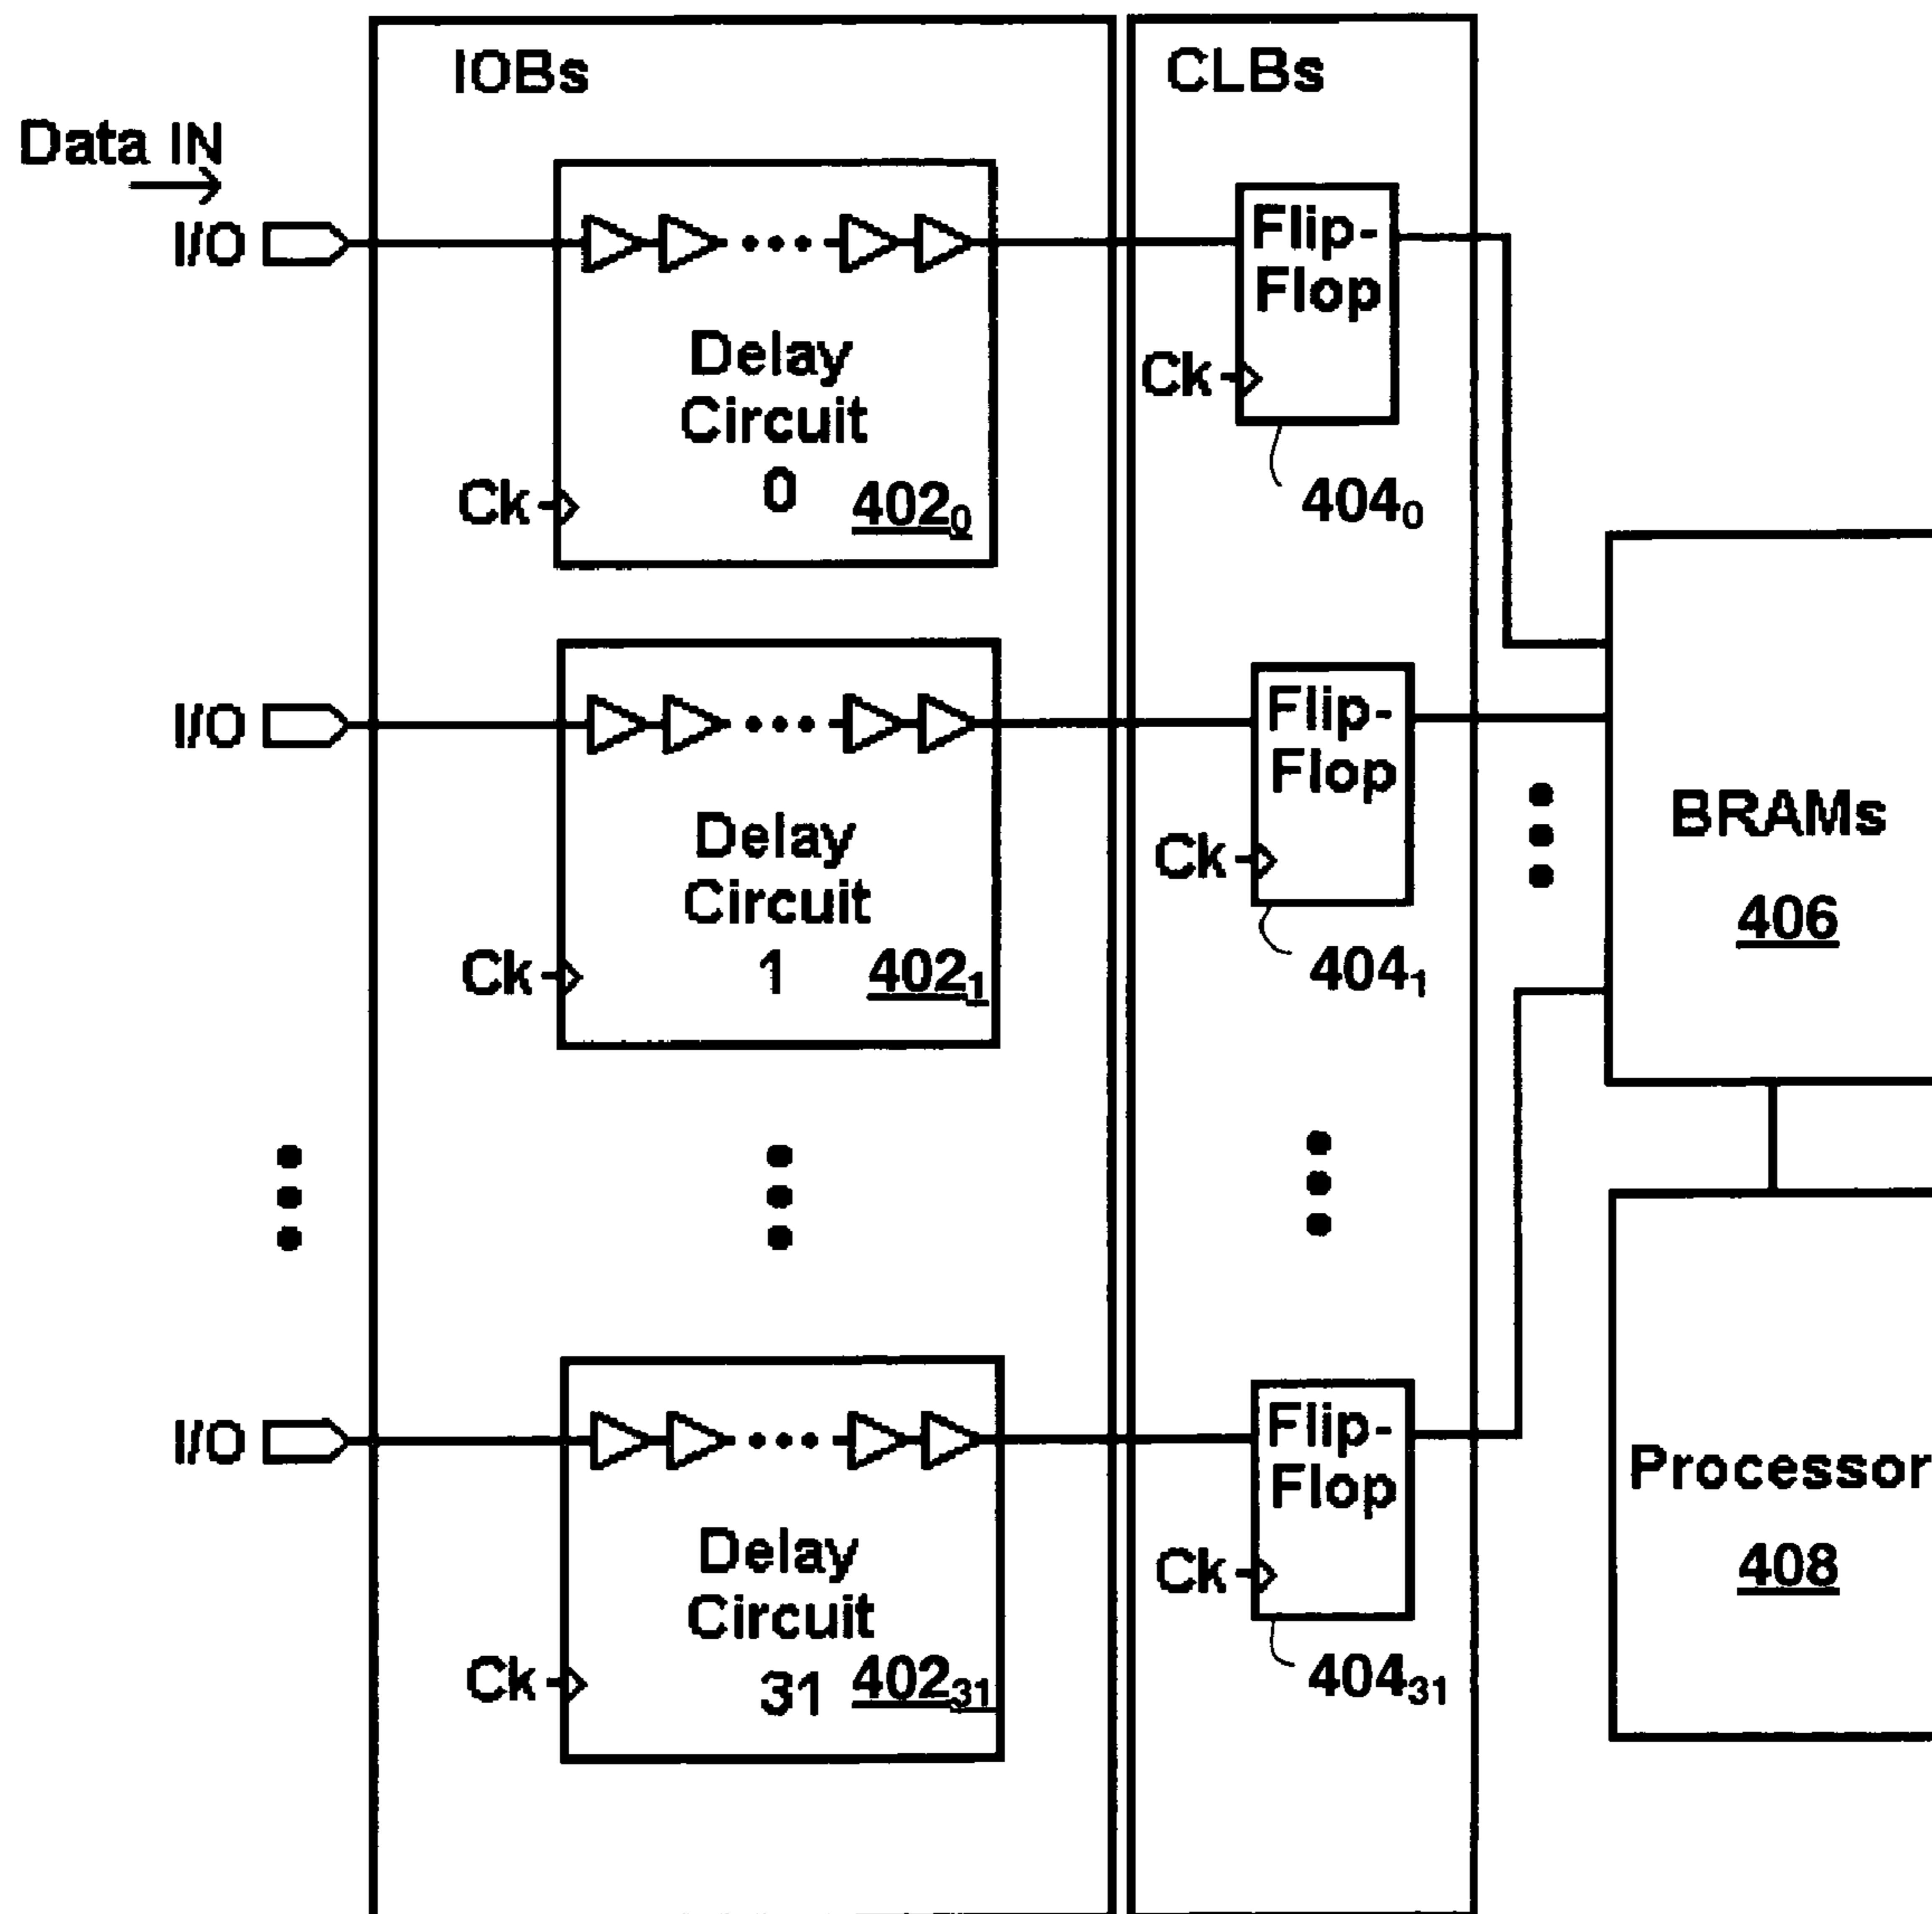 IOBs
CLBs
Data IN
I/O
Flip-
Flop
Delay
Circuit
0
Ck
402₀
Ck
404₀
I/O
Flip-
Flop
Delay
Circuit
1
Ck
402₁
Ck
404₁
BRAMs
406
I/O
Flip-
Flop
Delay
Circuit
31
Ck
402₃₁
Ck
404₃₁
Processor
408